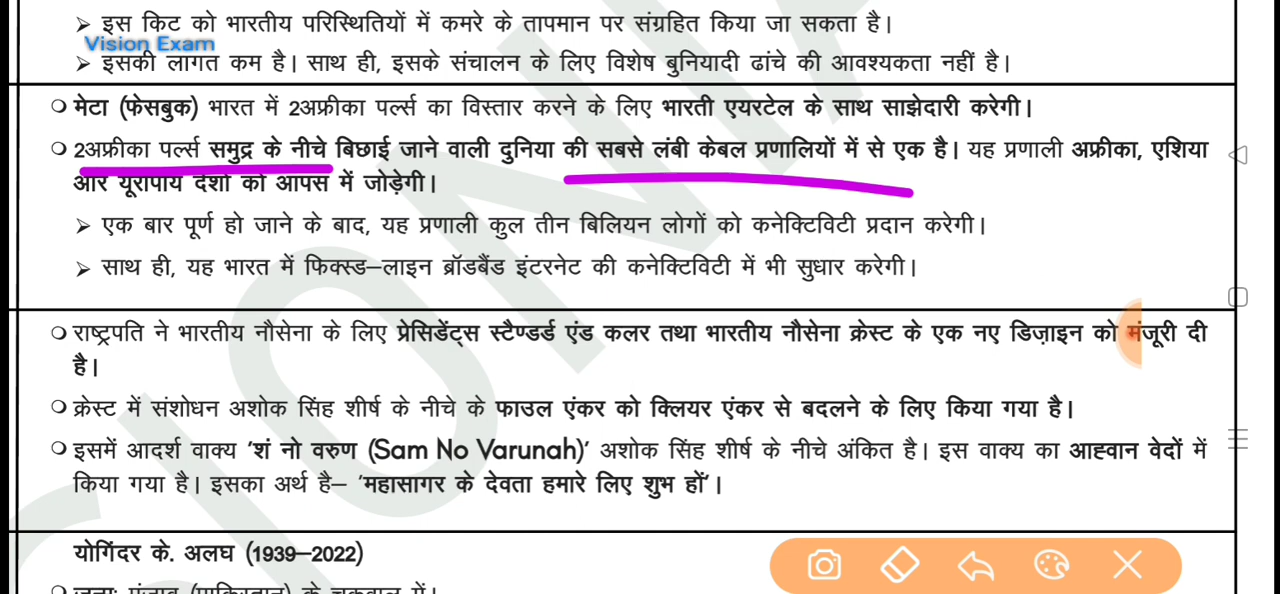 ➢ इस किट को भारतीय परिस्थितियों में कमरे के तापमान पर संग्रहित किया जा सकता है।
Vision Exam
➢ इसकी लागत कम है। साथ ही, इसके संचालन के लिए विशेष बुनियादी ढांचे की आवश्यकता नहीं है।
○ मेटा (फेसबुक) भारत में 2अफ्रीका पर्ल्स का विस्तार करने के लिए भारती एयरटेल के साथ साझेदारी करेगी।
○ 2अफ्रीका पर्ल्स समुद्र के नीचे बिछाई जाने वाली दुनिया की सबसे लंबी केबल प्रणालियों में से एक है। यह प्रणाली अफ्रीका, एशिया
और यूरोपीय देशों को आपस में जोड़ेगी।
➢ एक बार पूर्ण हो जाने के बाद, यह प्रणाली कुल तीन बिलियन लोगों को कनेक्टिविटी प्रदान करेगी।
➢ साथ ही, यह भारत में फिक्स्ड–लाइन ब्रॉडबैंड इंटरनेट की कनेक्टिविटी में भी सुधार करेगी।
○ राष्ट्रपति ने भारतीय नौसेना के लिए प्रेसिडेंट्स स्टैण्डर्ड एंड कलर तथा भारतीय नौसेना क्रेस्ट के एक नए डिज़ाइन को मंजूरी दी
है।
○ क्रेस्ट में संशोधन अशोक सिंह शीर्ष के नीचे के फाउल एंकर को क्लियर एंकर से बदलने के लिए किया गया है।
○ इसमें आदर्श वाक्य 'शं नो वरुण (Sam No Varunah)' अशोक सिंह शीर्ष के नीचे अंकित है। इस वाक्य का आह्वान वेदों में
किया गया है। इसका अर्थ है– 'महासागर के देवता हमारे लिए शुभ हों'।
योगिंदर के. अलघ (1939–2022)
○ जन्म: पंजाब (पाकिस्तान) के चकवाल में।